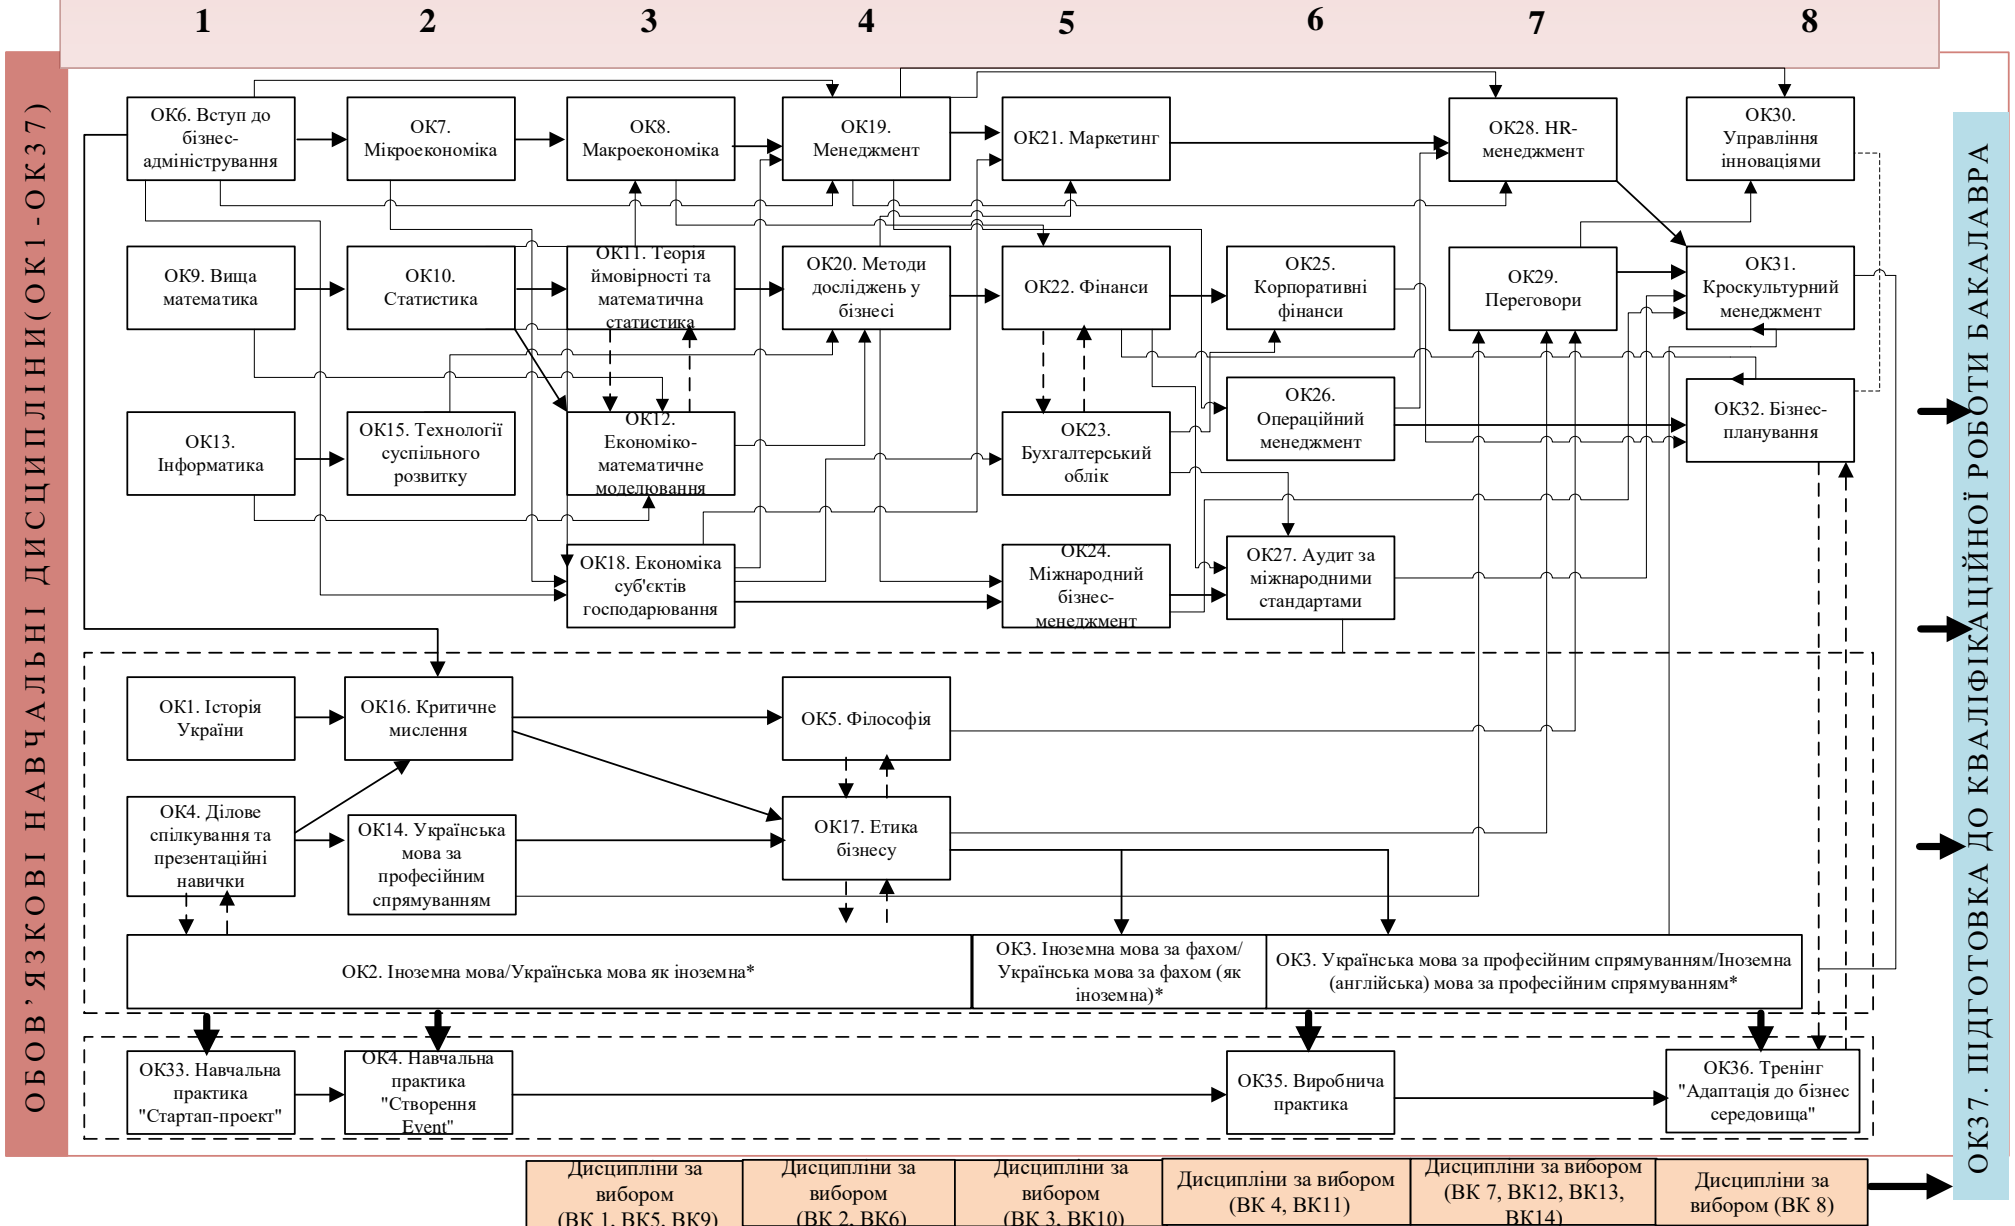 1 2 3 4 5 6 7 8
ОБОВ'ЯЗКОВІ НАВЧАЛЬНІ ДИСЦИПЛІНИ(ОК1-ОК37)
ОК6. Вступ до
бізнес-
адміністрування
ОК7.
Мікроекономіка
ОК8.
Макроекономіка
ОК19.
Менеджмент
ОК21. Маркетинг
ОК28. HR-
менеджмент
ОК30.
Управління
інноваціями
ОК9. Вища
математика
ОК10.
Статистика
ОК11. Теорія
ймовірності та
математична
статистика
ОК20. Методи
досліджень у
бізнесі
ОК22. Фінанси
ОК25.
Корпоративні
фінанси
ОК29.
Переговори
ОК31.
Кроскультурний
менеджмент
ОК13.
Інформатика
ОК15. Технології
суспільного
розвитку
ОК12.
Економіко-
математичне
моделювання
ОК23.
Бухгалтерський
облік
ОК26.
Операційний
менеджмент
ОК32. Бізнес-
планування
ОК18. Економіка
суб'єктів
господарювання
ОК24.
Міжнародний
бізнес-
менеджмент
ОК27. Аудит за
міжнародними
стандартами
ОК1. Історія
України
ОК16. Критичне
мислення
ОК5. Філософія
ОК4. Ділове
спілкування та
презентаційні
навички
ОК14. Українська
мова за
професійним
спрямуванням
ОК17. Етика
бізнесу
ОК2. Іноземна мова/Українська мова як іноземна*
ОК3. Іноземна мова за фахом/
Українська мова за фахом (як
іноземна)*
ОК3. Українська мова за професійним спрямуванням/Іноземна
(англійська) мова за професійним спрямуванням*
ОК33. Навчальна
практика
"Стартап-проект"
ОК4. Навчальна
практика
"Створення
Event"
ОК35. Виробнича
практика
ОК36. Тренінг
"Адаптація до бізнес
середовища"
ОК37. ПІДГОТОВКА ДО КВАЛІФІКАЦІЙНОЇ РОБОТИ БАКАЛАВРА
Дисципліни за
вибором
(ВК 1, ВК5, ВК9)
Дисципліни за
вибором
(ВК 2, ВК6)
Дисципліни за
вибором
(ВК 3, ВК10)
Дисципліни за вибором
(ВК 4, ВК11)
Дисципліни за вибором
(ВК 7, ВК12, ВК13,
ВК14)
Дисципліни за
вибором (ВК 8)